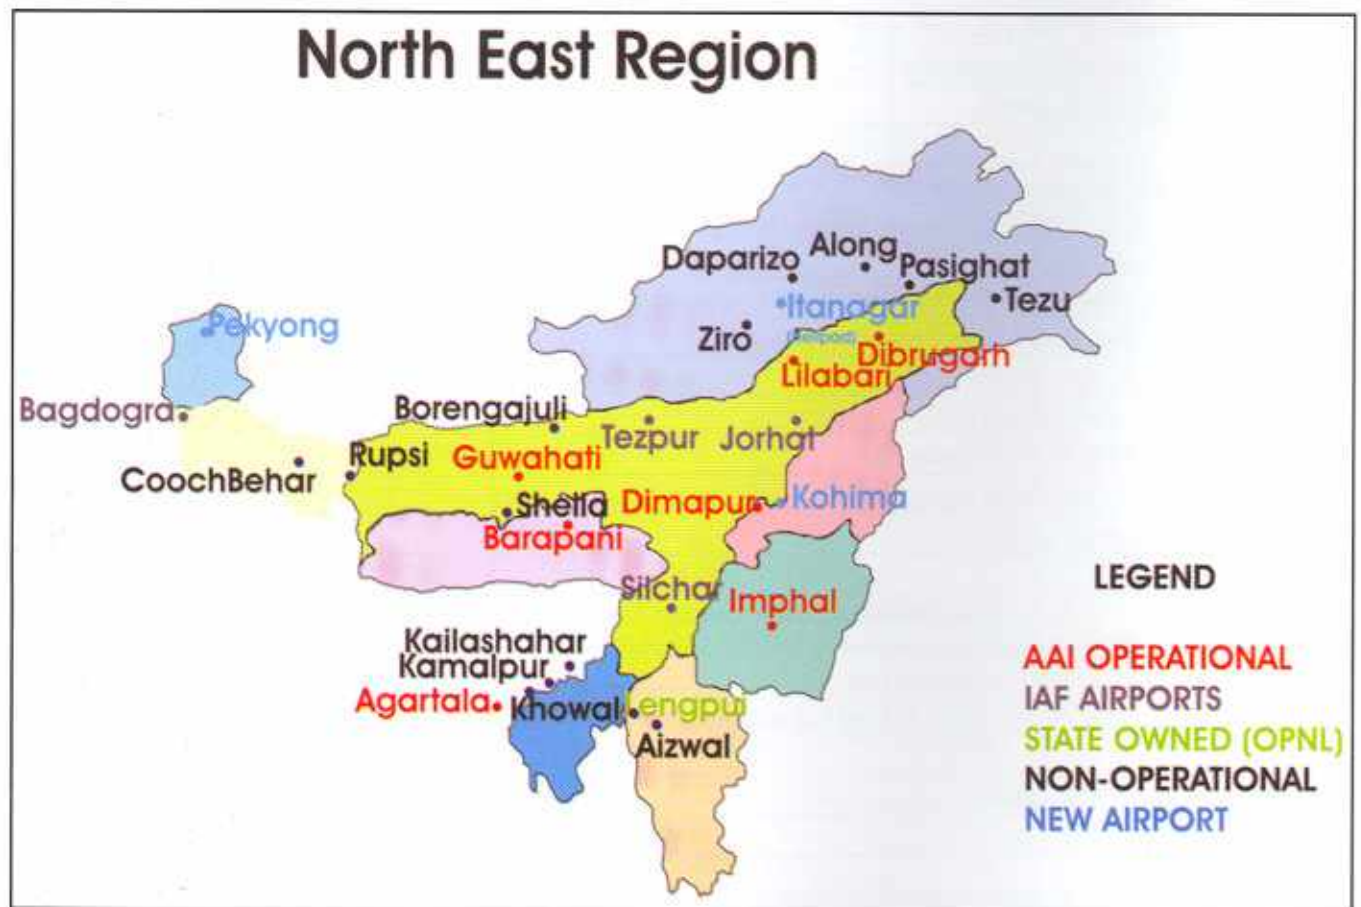 North East Region
Along
Daparizo
Pasighat
Tezu
Itanagar
Pekyong
Ziro
Dibrugarh
Lilabari
Bagdogra
Borengajuli
Tezpur
Jorhat
Rupsi
Guwahati
CoochBehar
Shella
Dimapur
Kohima
Barapani
LEGEND
Silchar
Imphal
Kailashahar
Kamalpur
AAI OPERATIONAL
Agartala
Khowal
Lengpui
IAF AIRPORTS
STATE OWNED (OPNL)
Aizwal
NON-OPERATIONAL
NEW AIRPORT